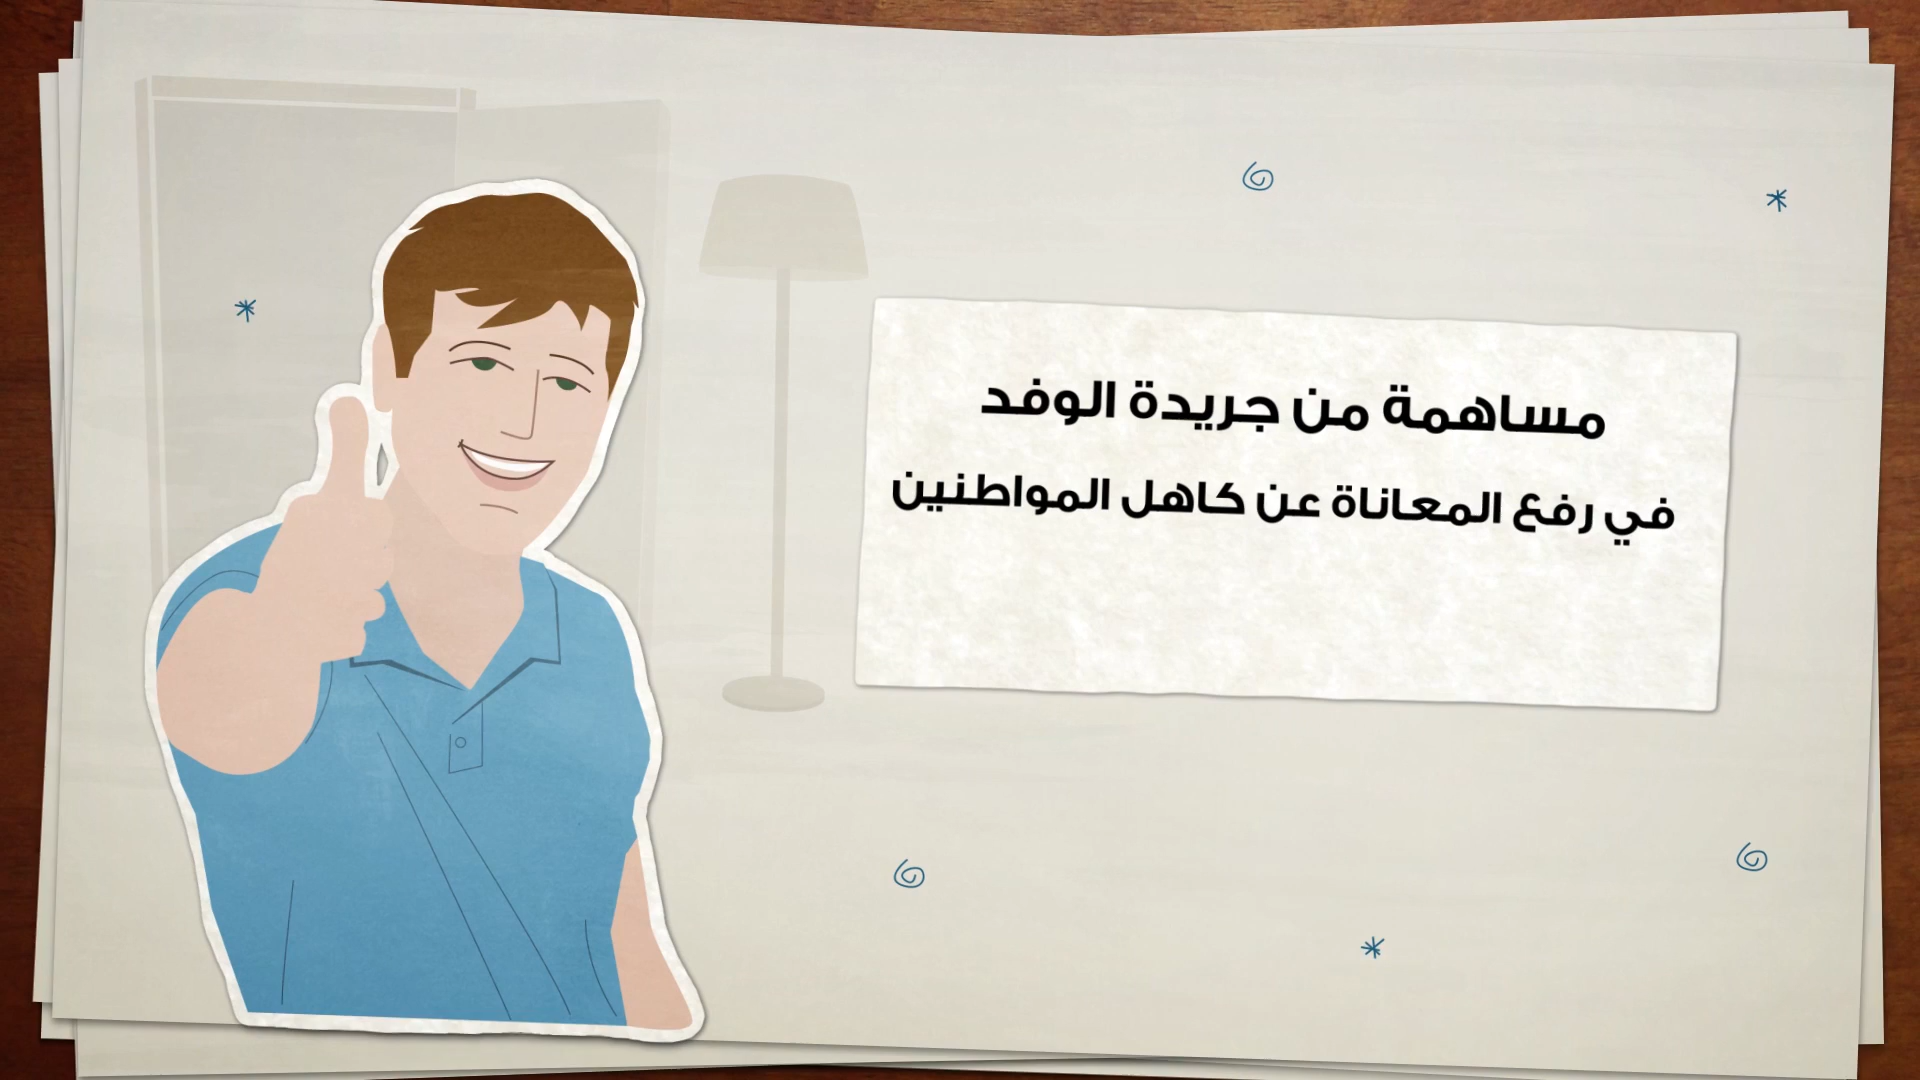 مساهمة من جريدة الوفد
في رفع المعاناة عن كاهل المواطنين